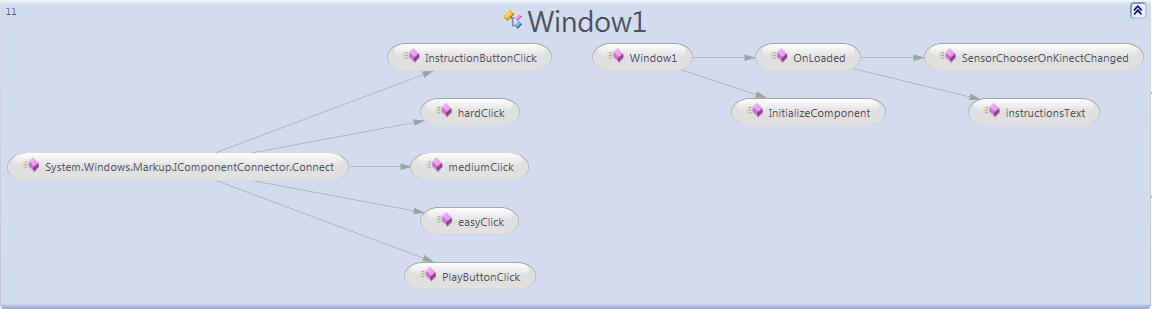 11
Window1
InstructionButtonClick
Window1
OnLoaded
SensorChooserOnKinectChanged
hardClick
InitializeComponent
instructionsText
System.Windows.Markup.IComponentConnector.Connect
mediumClick
easyClick
PlayButtonClick